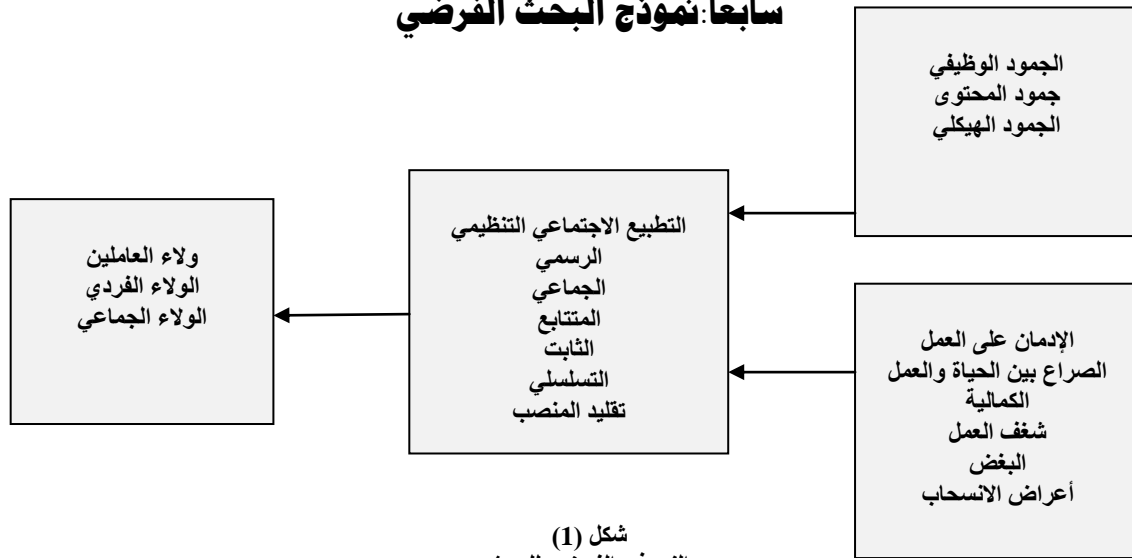 سابعا:نموذج البحث الفرضي
الجمود الوظيفي
جمود المحتوى
الجمود الهيكلي
الإدمان على العمل
الصراع بين الحياة والعمل
الكمالية
شغف العمل
البغض
أعراض الانسحاب
التطبيع الاجتماعي التنظيمي
الرسمي
الجماعي
المتتابع
الثابت
التسلسلي
تقليد المنصب
ولاء العاملين
الولاء الفردي
الولاء الجماعي
شكل (1)